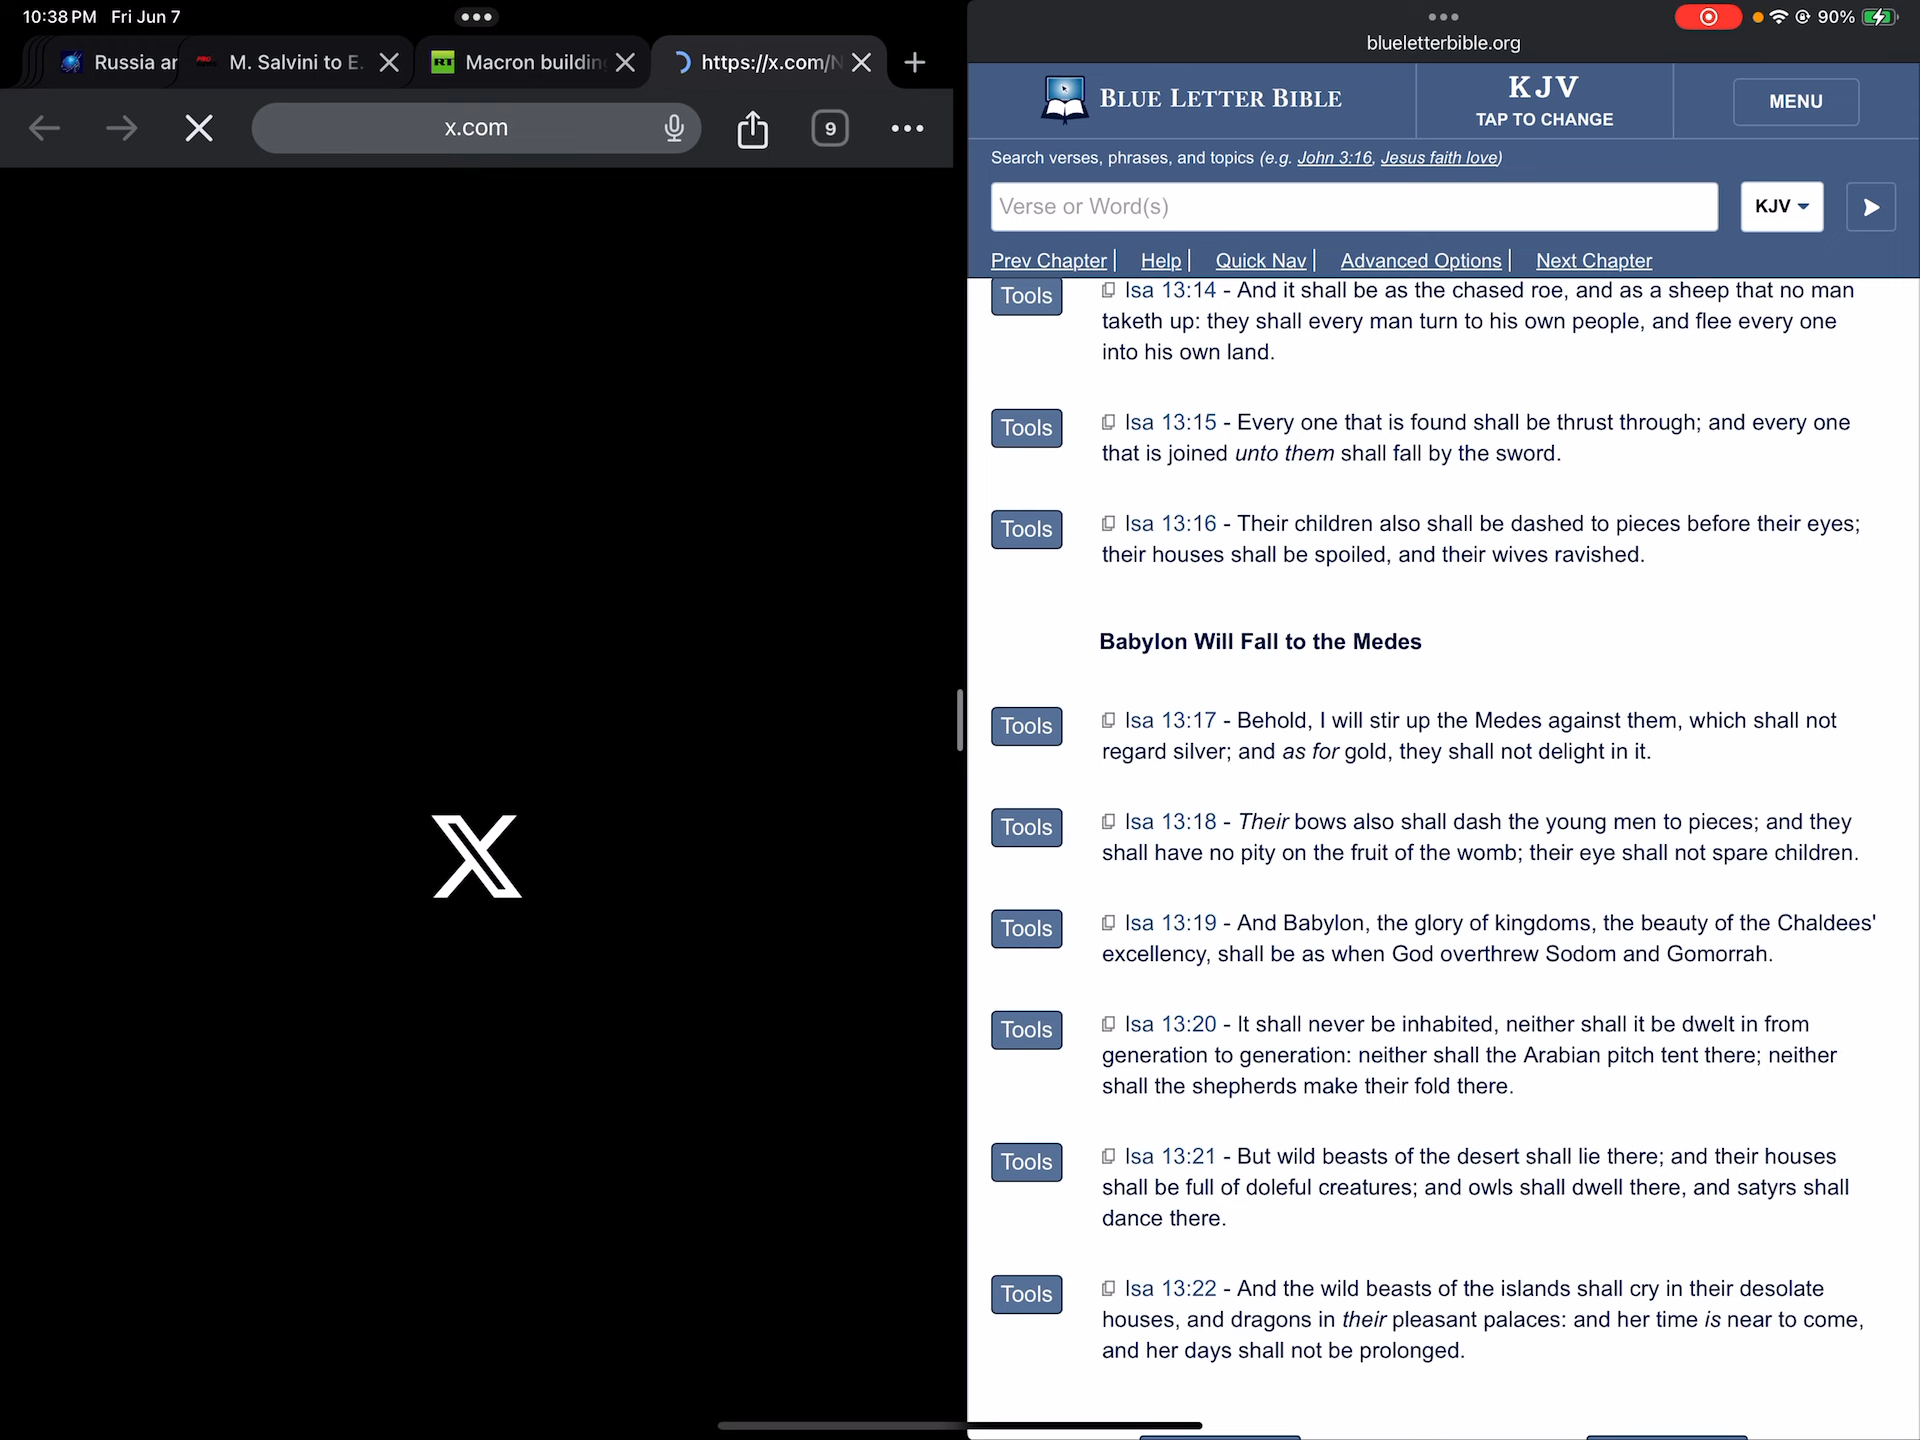 10:38 PM Fri Jun 7
Russia ar
M. Salvini to E.
RT
Macron buildin
https://x.com/N
x.com
9
90%
blueletterbible.org
BLUE LETTER BIBLE
KJV
TAP TO CHANGE
MENU
Search verses, phrases, and topics (e.g. John 3:16, Jesus faith love)
Verse or Word(s)
KJV
Prev Chapter | Help | Quick Nav | Advanced Options | Next Chapter
Tools
Isa 13:14 - And it shall be as the chased roe, and as a sheep that no man
taketh up: they shall every man turn to his own people, and flee every one
into his own land.
Tools
Isa 13:15 - Every one that is found shall be thrust through; and every one
that is joined unto them shall fall by the sword.
Tools
Isa 13:16 - Their children also shall be dashed to pieces before their eyes;
their houses shall be spoiled, and their wives ravished.
Babylon Will Fall to the Medes
Tools
Isa 13:17 - Behold, I will stir up the Medes against them, which shall not
regard silver; and as for gold, they shall not delight in it.
Tools
Isa 13:18 - Their bows also shall dash the young men to pieces; and they
shall have no pity on the fruit of the womb; their eye shall not spare children.
Tools
Isa 13:19 - And Babylon, the glory of kingdoms, the beauty of the Chaldees'
excellency, shall be as when God overthrew Sodom and Gomorrah.
Tools
Isa 13:20 - It shall never be inhabited, neither shall it be dwelt in from
generation to generation: neither shall the Arabian pitch tent there; neither
shall the shepherds make their fold there.
Tools
Isa 13:21 - But wild beasts of the desert shall lie there; and their houses
shall be full of doleful creatures; and owls shall dwell there, and satyrs shall
dance there.
Tools
Isa 13:22 - And the wild beasts of the islands shall cry in their desolate
houses, and dragons in their pleasant palaces: and her time is near to come,
and her days shall not be prolonged.